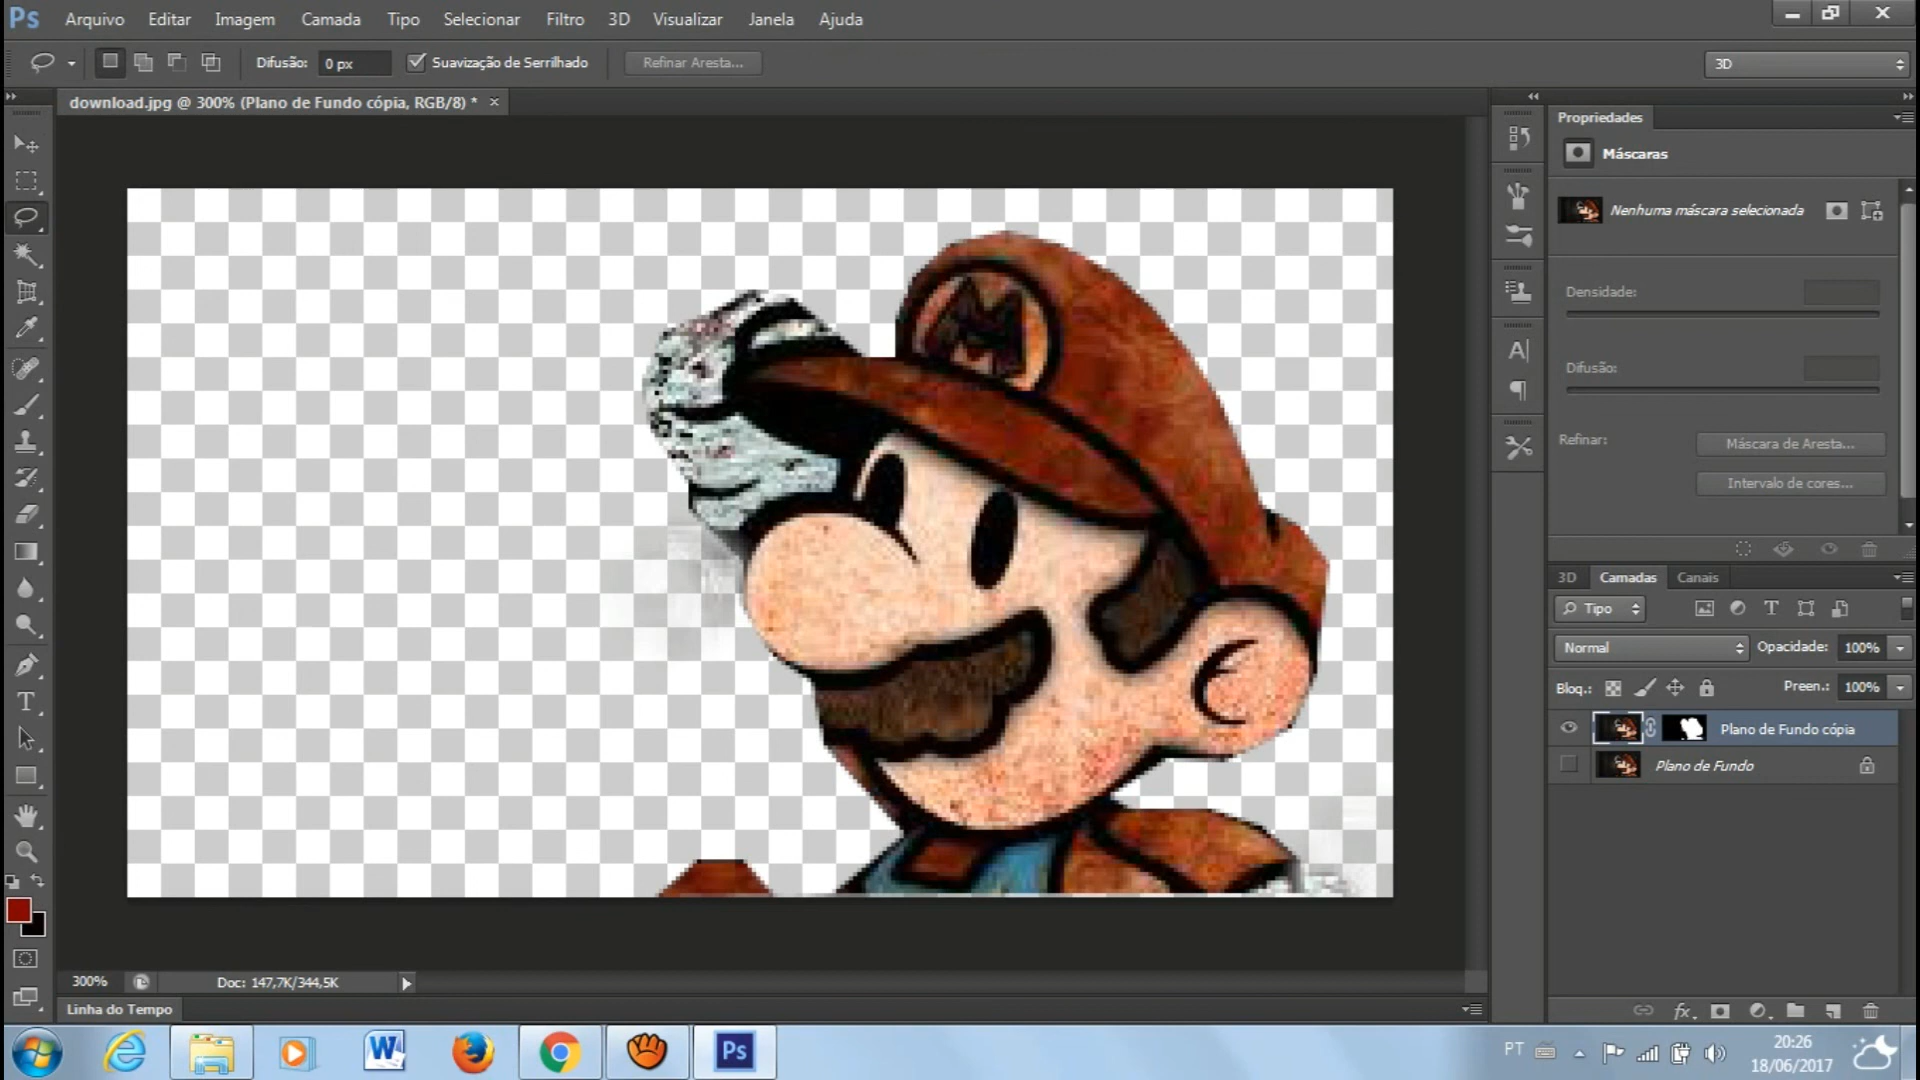 Ps Arquivo Editar Imagem Camada Tipo Selecionar Filtro 3D Visualizar Janela Ajuda
Difusão: 0 px Suavização de Serrilhado Refinar Aresta... 3D
download.jpg @ 300% (Plano de Fundo cópia, RGB/8) * ×
Propriedades
Máscaras
Nenhuma máscara selecionada
Densidade:
Difusão:
Refinar: Máscara de Aresta...
Intervalo de cores...
3D Camadas Canais
Tipo
Normal Opacidade: 100%
Bloq.: Preen.: 100%
Plano de Fundo cópia
Plano de Fundo
M
300% Doc: 147,7K/344,5K
Linha do Tempo
fx
Ps
PT
20:26
18/06/2017